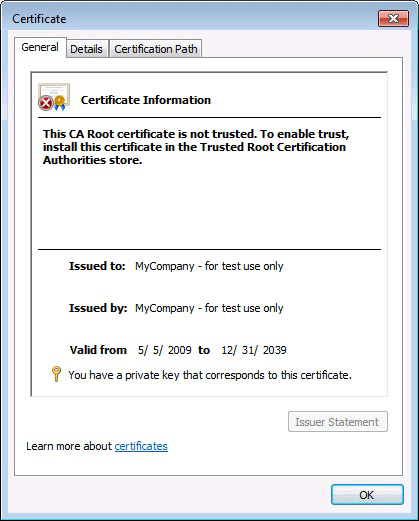 Certificate
General Details Certification Path
Certificate Information
This CA Root certificate is not trusted. To enable trust,
install this certificate in the Trusted Root Certification
Authorities store.
Issued to: MyCompany - for test use only
Issued by: MyCompany - for test use only
Valid from 5/ 5/ 2009 to 12/ 31/ 2039
You have a private key that corresponds to this certificate.
Issuer Statement
Learn more about certificates
OK